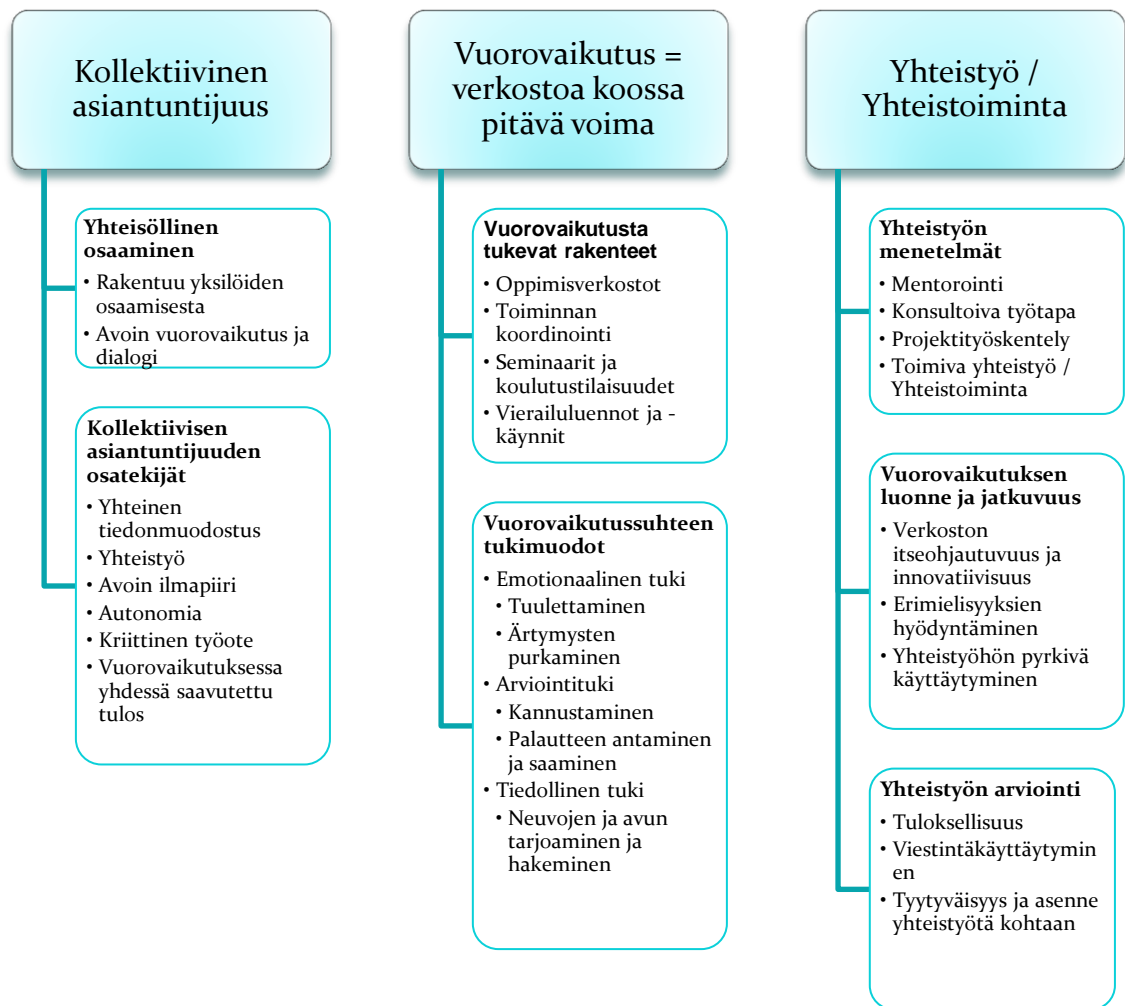 Kollektiivinen
asiantuntijuus
Yhteisöllinen
osaaminen
• Rakentuu yksilöiden
osaamisesta
• Avoin vuorovaikutus ja
dialogi
Kollektiivisen
asiantuntijuuden
osatekijät
• Yhteinen
tiedonmuodostus
• Yhteistyö
• Avoin ilmapiiri
• Autonomia
• Kriittinen työote
• Vuorovaikutuksessa
yhdessä saavutettu
tulos
Vuorovaikutus =
verkostoa koossa
pitävä voima
Vuorovaikutusta
tukevat rakenteet
• Oppimisverkostot
• Toiminnan
koordinointi
• Seminaarit ja
koulutustilaisuudet
• Vierailuluennot ja -
käynnit
Vuorovaikutussuhteen
tukimuodot
• Emotionaalinen tuki
• Tuulettaminen
• Ärtymysten
purkaminen
• Arviointituki
• Kannustaminen
• Palautteen antaminen
ja saaminen
• Tiedollinen tuki
• Neuvojen ja avun
tarjoaminen ja
hakeminen
Yhteistyö /
Yhteistoiminta
Yhteistyön
menetelmät
• Mentorointi
• Konsultoiva työtapa
• Projektityöskentely
• Toimiva yhteistyö /
Yhteistoiminta
Vuorovaikutuksen
luonne ja jatkuvuus
• Verkoston
itseohjautuvuus ja
innovatiivisuus
• Erimielisyyksien
hyödyntäminen
• Yhteistyöhön pyrkivä
käyttäytyminen
Yhteistyön arviointi
• Tuloksellisuus
• Viestintäkäyttäytymin
en
• Tyytyväisyys ja asenne
yhteistyötä kohtaan